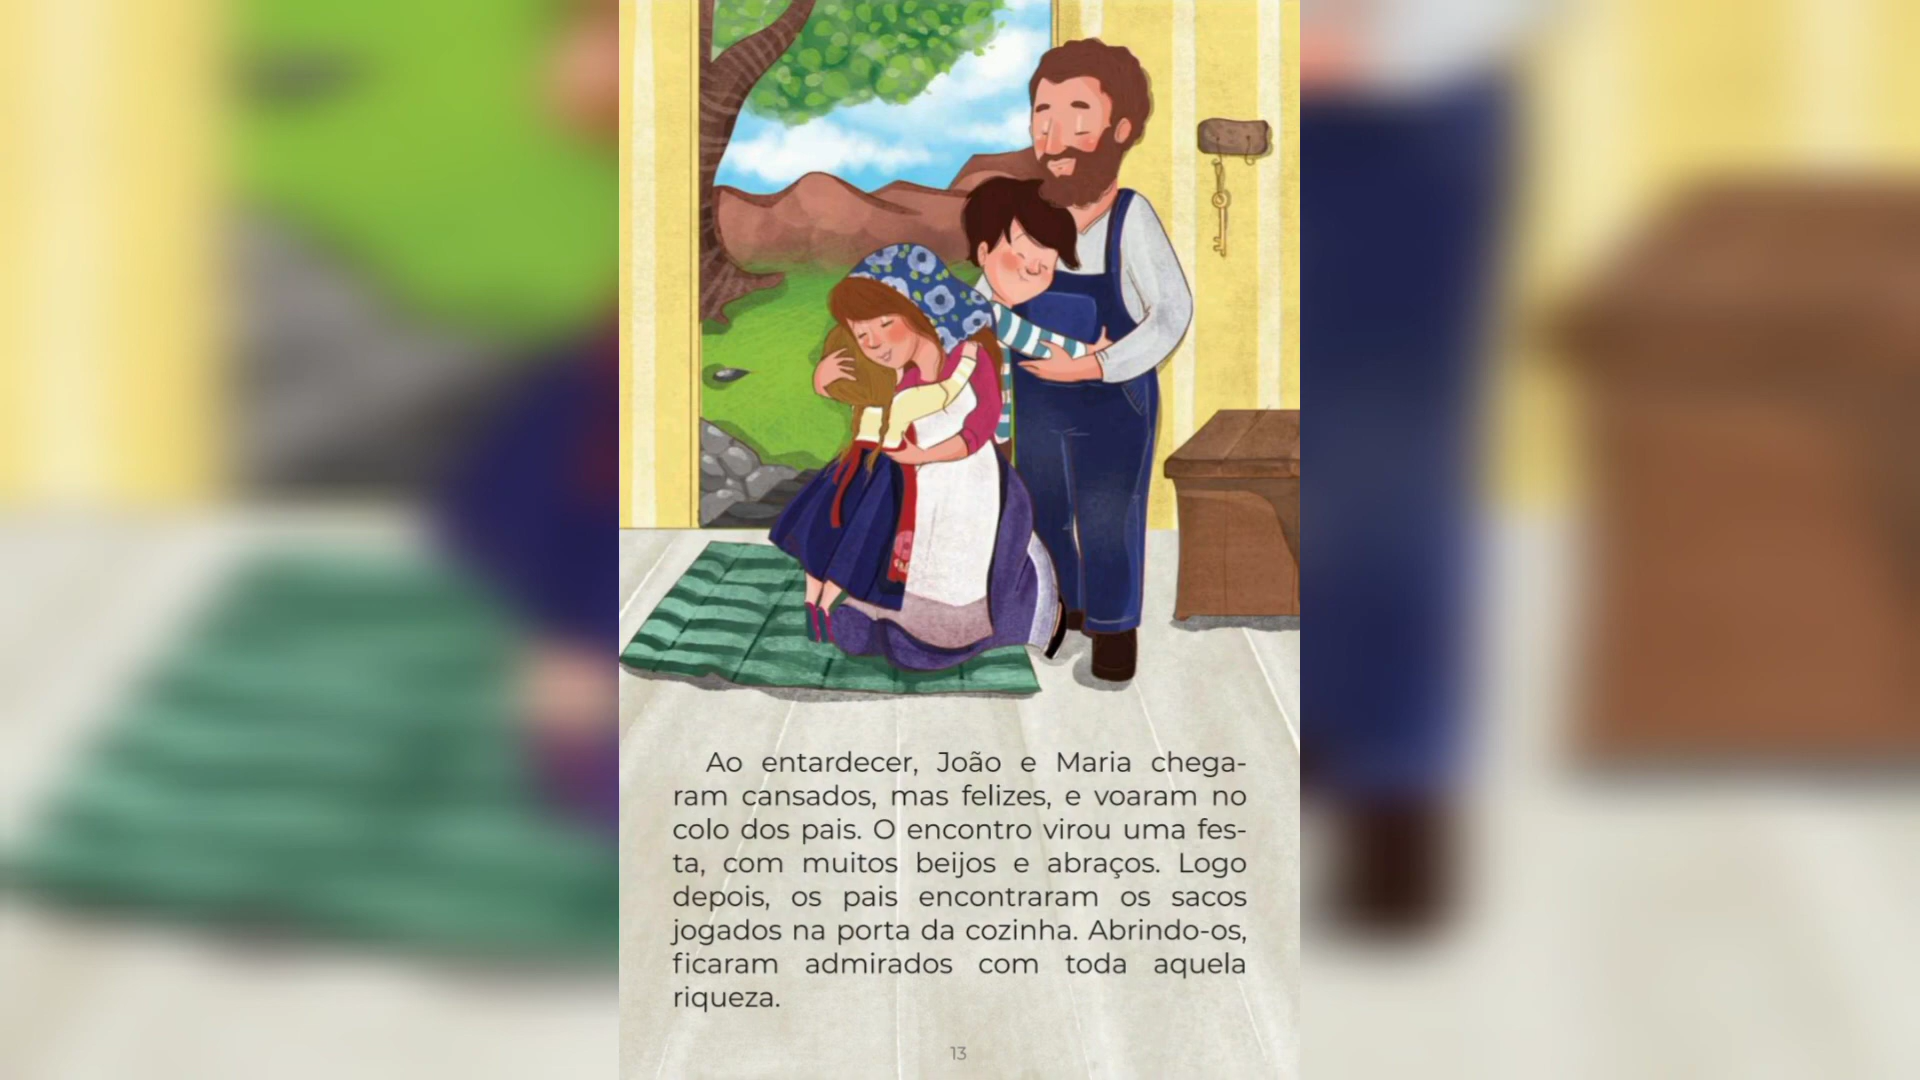 Ao entardecer, João e Maria chega-
ram cansados, mas felizes, e voaram no
colo dos pais. O encontro virou uma fes-
ta, com muitos beijos e abraços. Logo
depois, os pais encontraram os sacos
jogados na porta da cozinha. Abrindo-os,
ficaram admirados com toda aquela
riqueza.
13